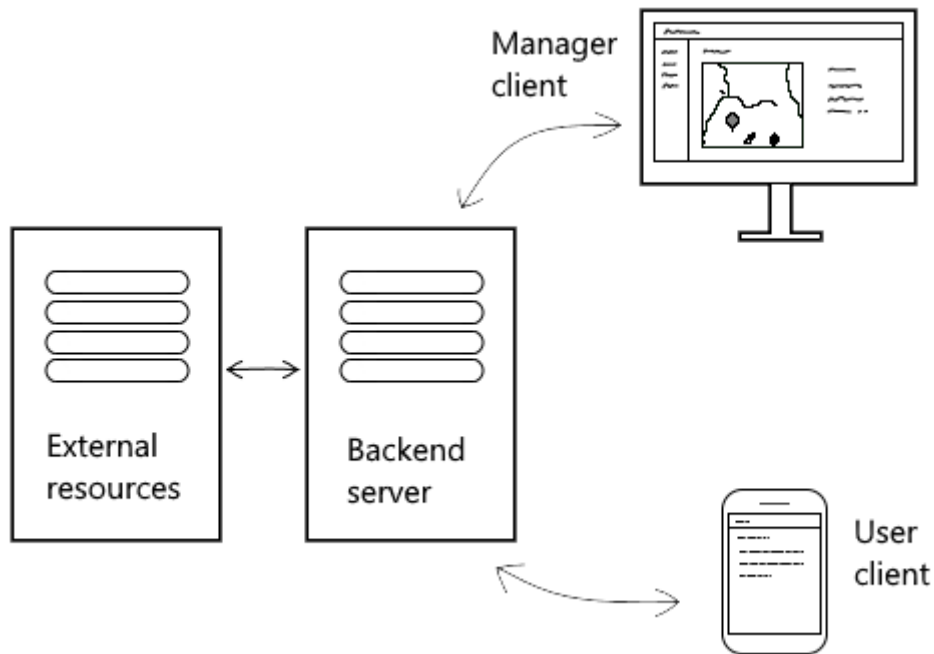 Manager
client
External
resources
Backend
server
User
client